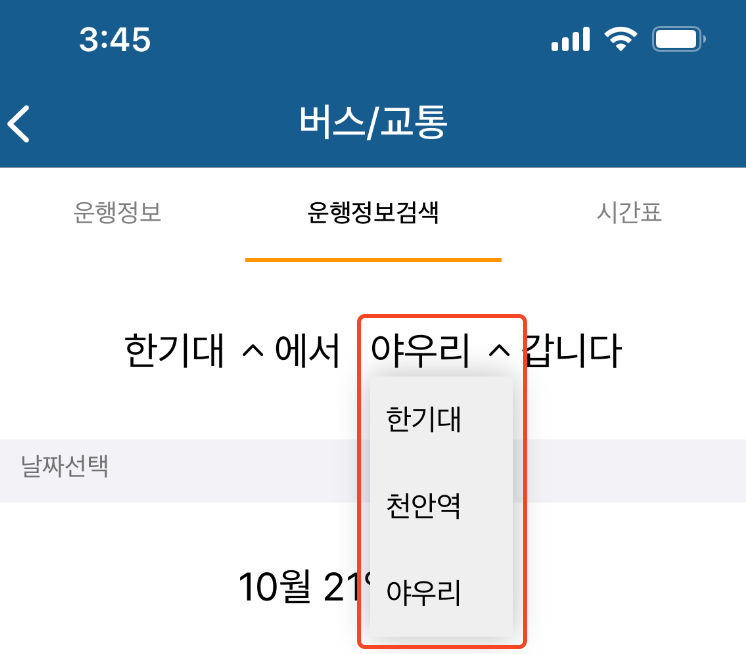 3:45
버스/교통
운행정보 운행정보검색 시간표
한기대 에서 야우리 갑니다
한기대
날짜선택
천안역
10월 21
야우리